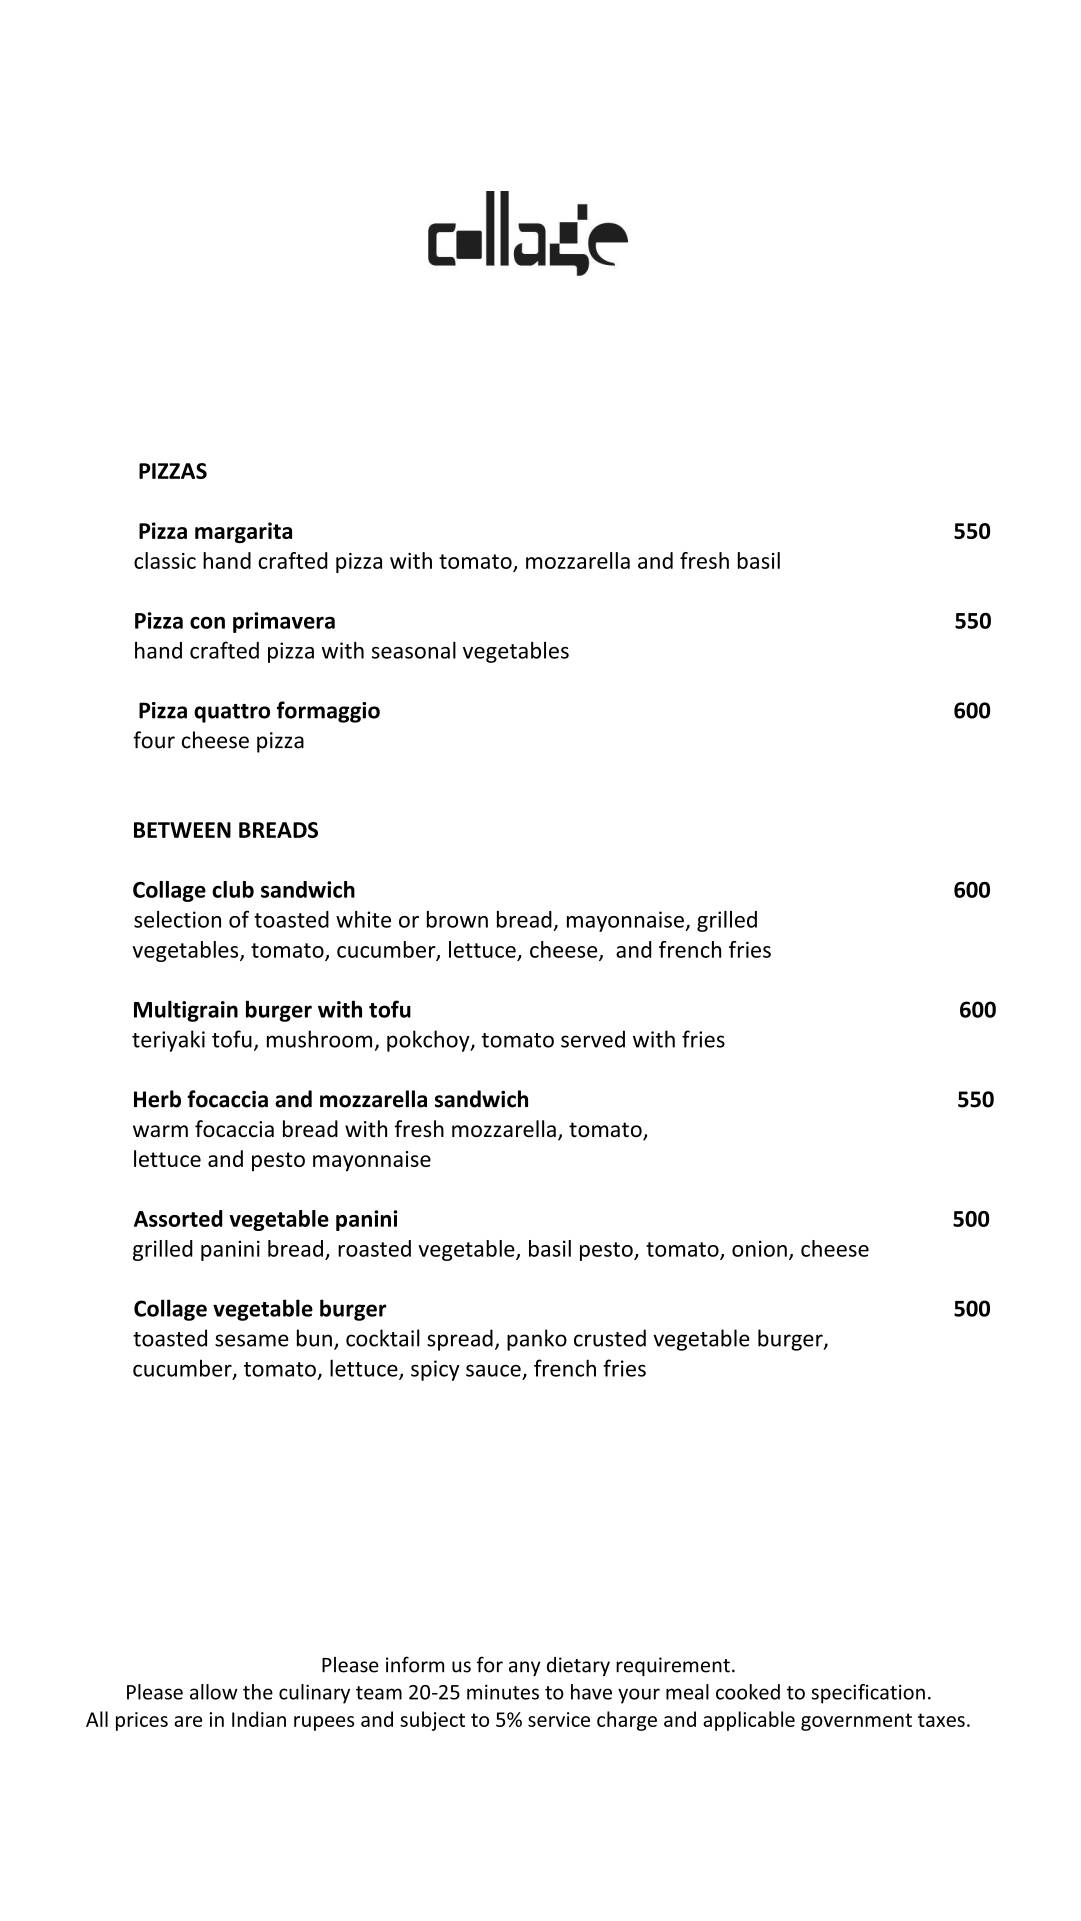 collage
PIZZAS
Pizza margarita 550
classic hand crafted pizza with tomato, mozzarella and fresh basil
Pizza con primavera 550
hand crafted pizza with seasonal vegetables
Pizza quattro formaggio 600
four cheese pizza
BETWEEN BREADS
Collage club sandwich 600
selection of toasted white or brown bread, mayonnaise, grilled
vegetables, tomato, cucumber, lettuce, cheese, and french fries
Multigrain burger with tofu 600
teriyaki tofu, mushroom, pokchoy, tomato served with fries
Herb focaccia and mozzarella sandwich 550
warm focaccia bread with fresh mozzarella, tomato,
lettuce and pesto mayonnaise
Assorted vegetable panini 500
grilled panini bread, roasted vegetable, basil pesto, tomato, onion, cheese
Collage vegetable burger 500
toasted sesame bun, cocktail spread, panko crusted vegetable burger,
cucumber, tomato, lettuce, spicy sauce, french fries
Please inform us for any dietary requirement.
Please allow the culinary team 20-25 minutes to have your meal cooked to specification.
All prices are in Indian rupees and subject to 5% service charge and applicable government taxes.